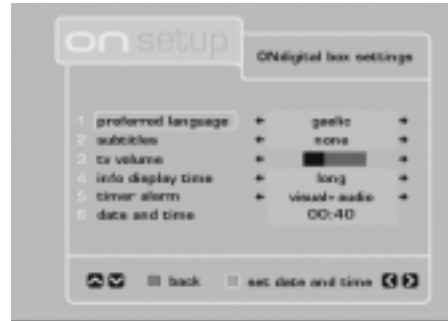 on setup
ONdigital box settings
1 preferred language gaelic
2 subtitles none
3 tv volume
4 info display time long
5 timer alarm visual+audio
6 date and time 00:40
back set date and time